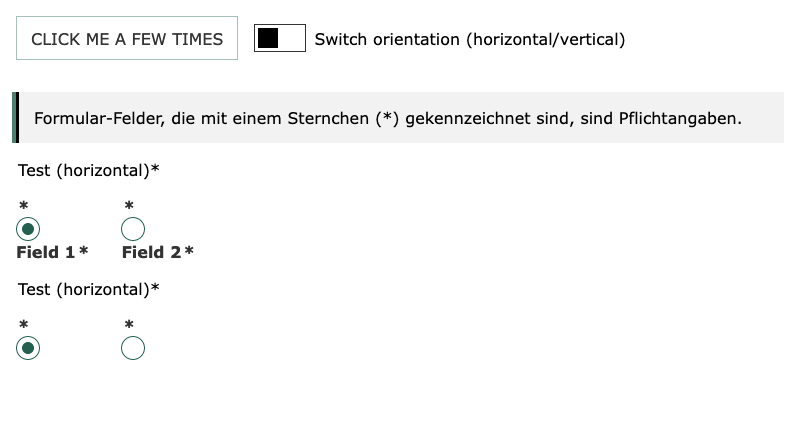 CLICK ME A FEW TIMES Switch orientation (horizontal/vertical)
Formular-Felder, die mit einem Sternchen (*) gekennzeichnet sind, sind Pflichtangaben.
Test (horizontal)*
* *
Field 1* Field 2*
Test (horizontal)*
* *